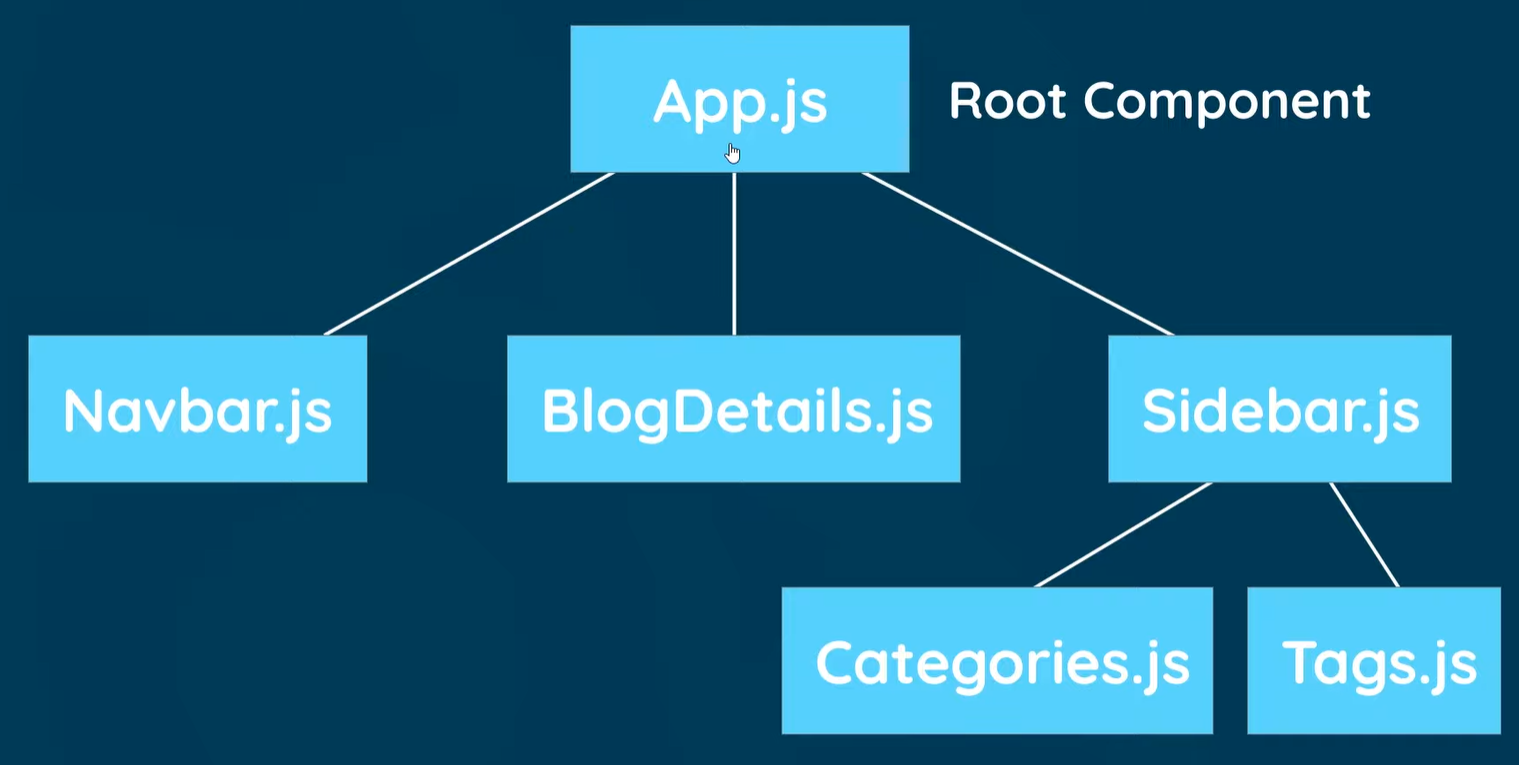 App.js
Root Component
Navbar.js
BlogDetails.js
Sidebar.js
Categories.js
Tags.js